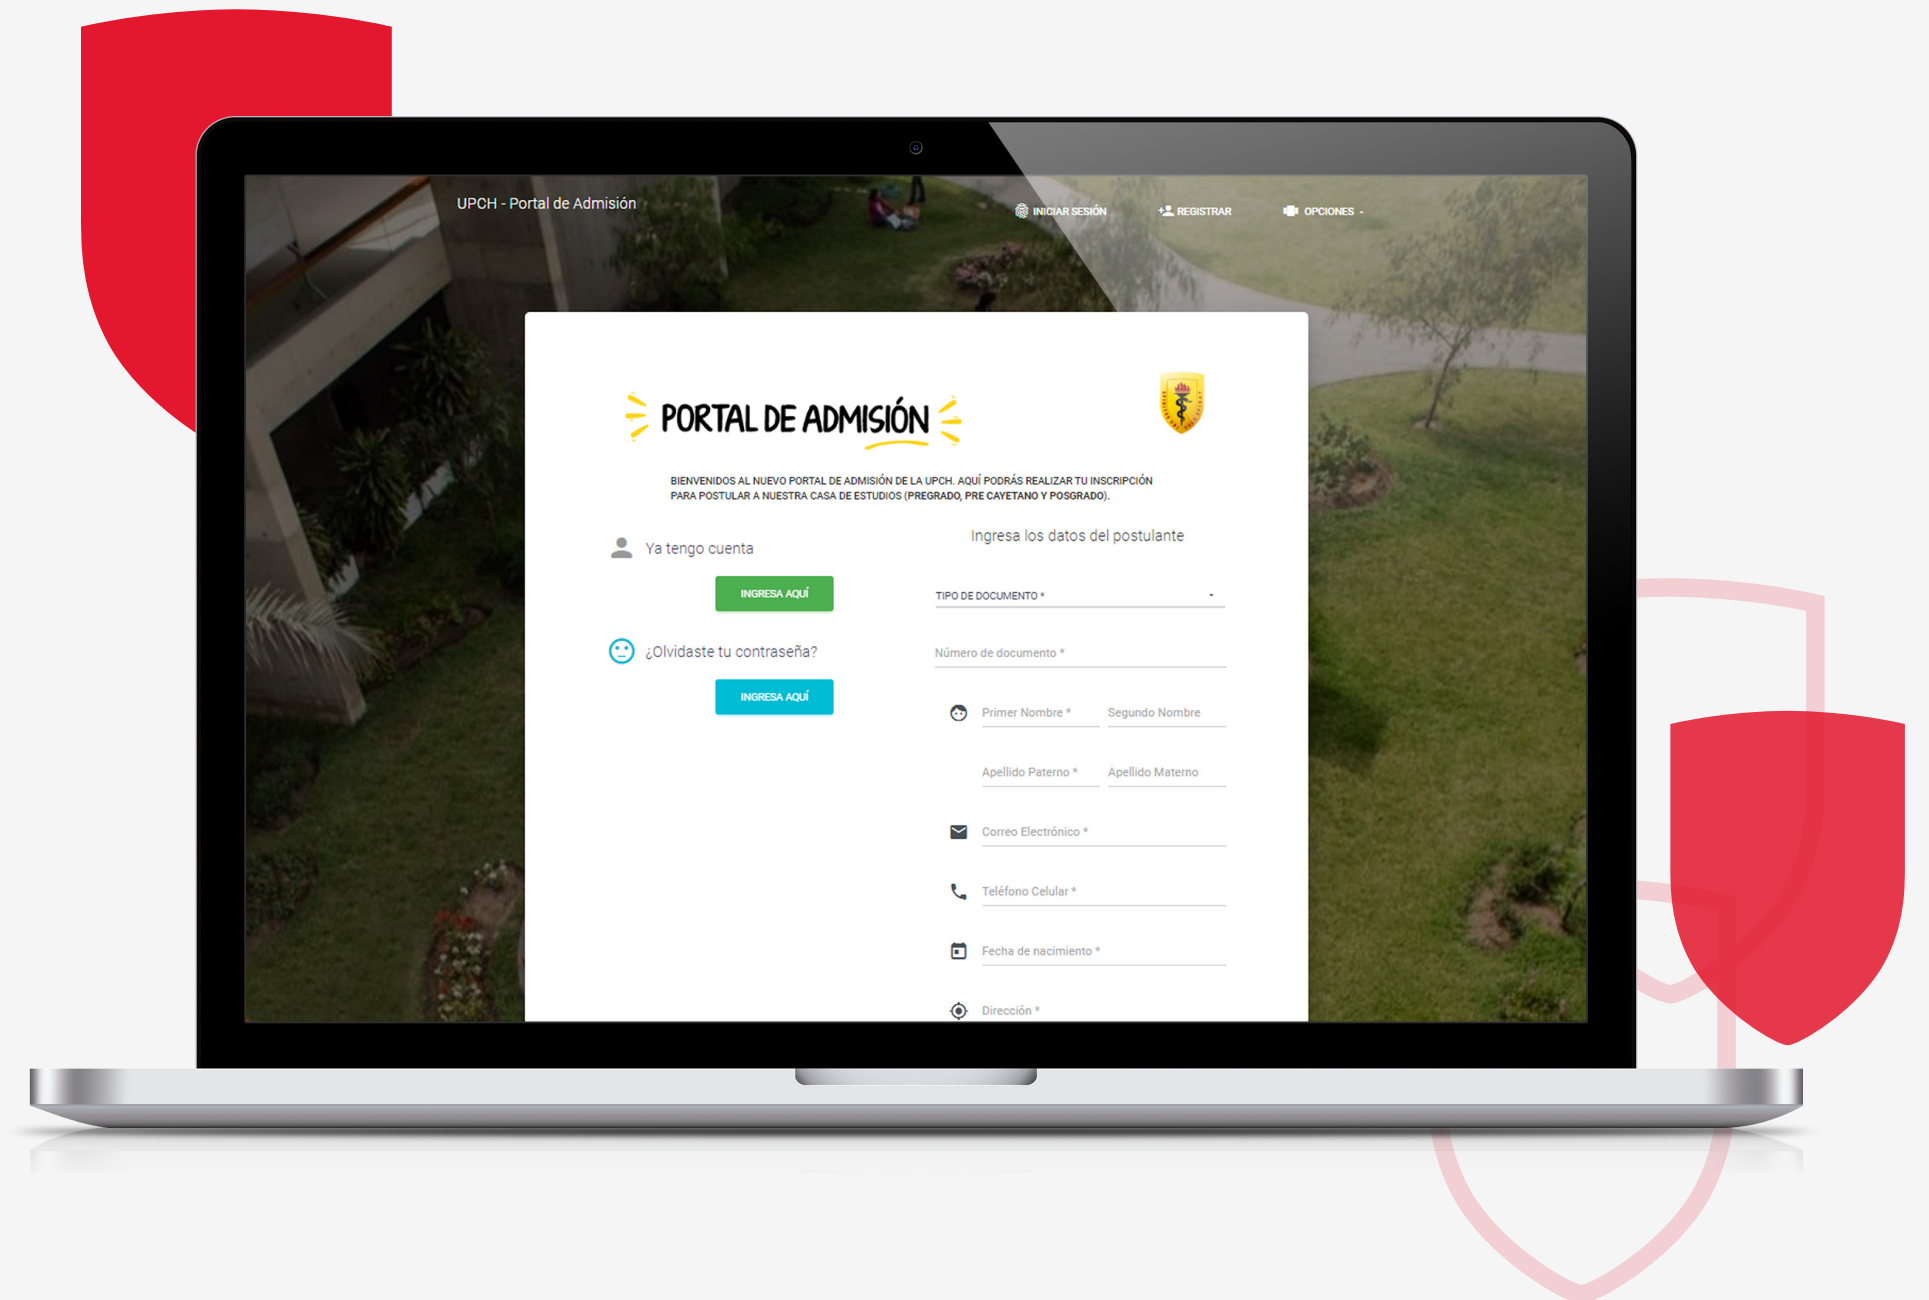 UPCH - Portal de Admisión
INICIAR SESIÓN
REGISTRAR
OPCIONES
PORTAL DE ADMISIÓN
BIENVENIDOS AL NUEVO PORTAL DE ADMISIÓN DE LA UPCH. AQUÍ PODRÁS REALIZAR TU INSCRIPCIÓN
PARA POSTULAR A NUESTRA CASA DE ESTUDIOS (PREGRADO, PRE CAYETANO Y POSGRADO).
Ya tengo cuenta
INGRESA AQUÍ
¿Olvidaste tu contraseña?
INGRESA AQUÍ
Ingresa los datos del postulante
TIPO DE DOCUMENTO *
Número de documento *
Primer Nombre * Segundo Nombre
Apellido Paterno * Apellido Materno
Correo Electrónico *
Teléfono Celular *
Fecha de nacimiento *
Dirección *